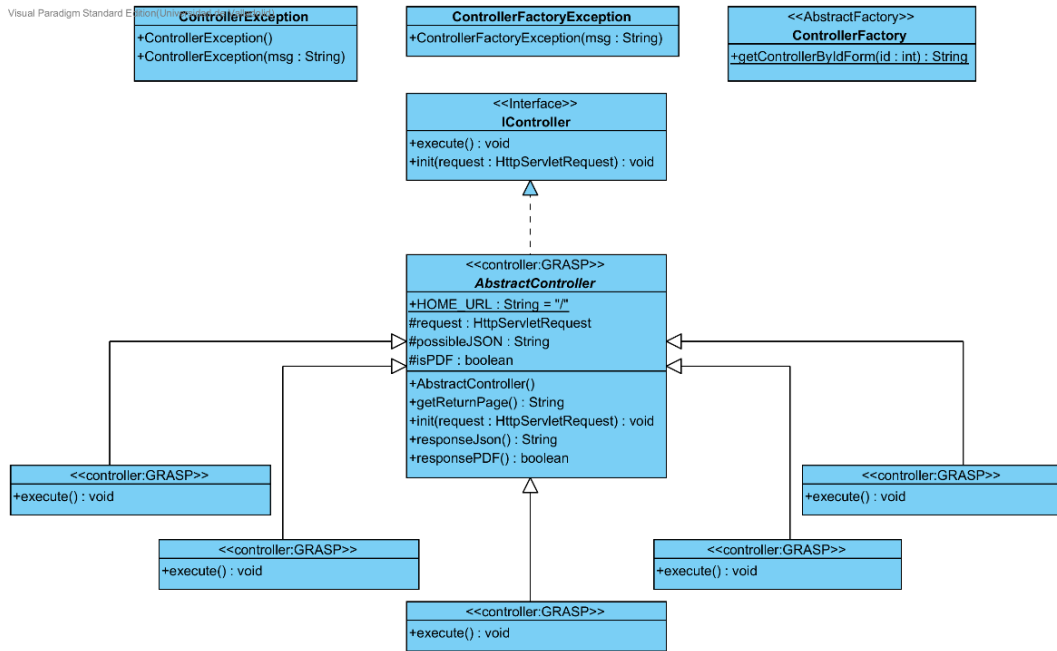 Visual Paradigm Standard Edition(Universidad de Valladolid)
ControllerException
+ControllerException()
+ControllerException(msg : String)
ControllerFactoryException
+ControllerFactoryException(msg : String)
<<AbstractFactory>>
ControllerFactory
+getControllerByIdForm(id : int) : String
<<Interface>>
IController
+execute() : void
+init(request : HttpServletRequest) : void
<<controller:GRASP>>
AbstractController
+HOME_URL : String = "/"
#request : HttpServletRequest
#possibleJSON : String
#isPDF : boolean
+AbstractController()
+getReturnPage() : String
+init(request : HttpServletRequest) : void
+responseJson() : String
+responsePDF() : boolean
<<controller:GRASP>>
+execute() : void
<<controller:GRASP>>
+execute() : void
<<controller:GRASP>>
+execute() : void
<<controller:GRASP>>
+execute() : void
<<controller:GRASP>>
+execute() : void